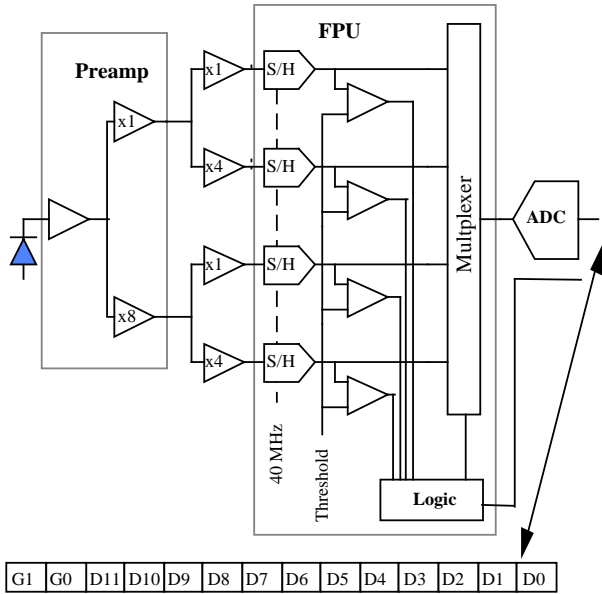 FPU
Preamp
x1
S/H
x1
x4
S/H
Multplexer
ADC
x1
S/H
x8
x4
S/H
40 MHz
Threshold
Logic
G1 G0 D11 D10 D9 D8 D7 D6 D5 D4 D3 D2 D1 D0